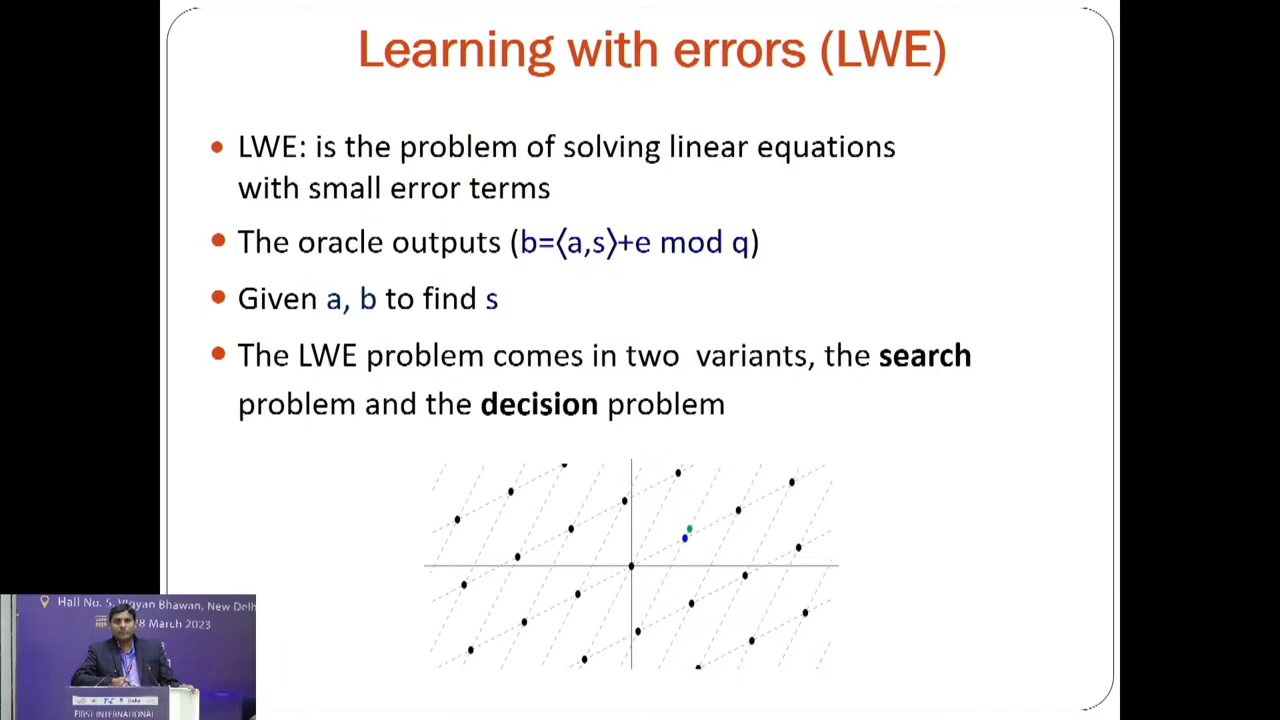 Learning with errors (LWE)
• LWE: is the problem of solving linear equations
with small error terms
• The oracle outputs (b=⟨a,s⟩+e mod q)
• Given a, b to find s
• The LWE problem comes in two variants, the search
problem and the decision problem
Hall No. 5, Vigyan Bhawan, New Delh
8 March 2023
FIRST INTERNATIONAL